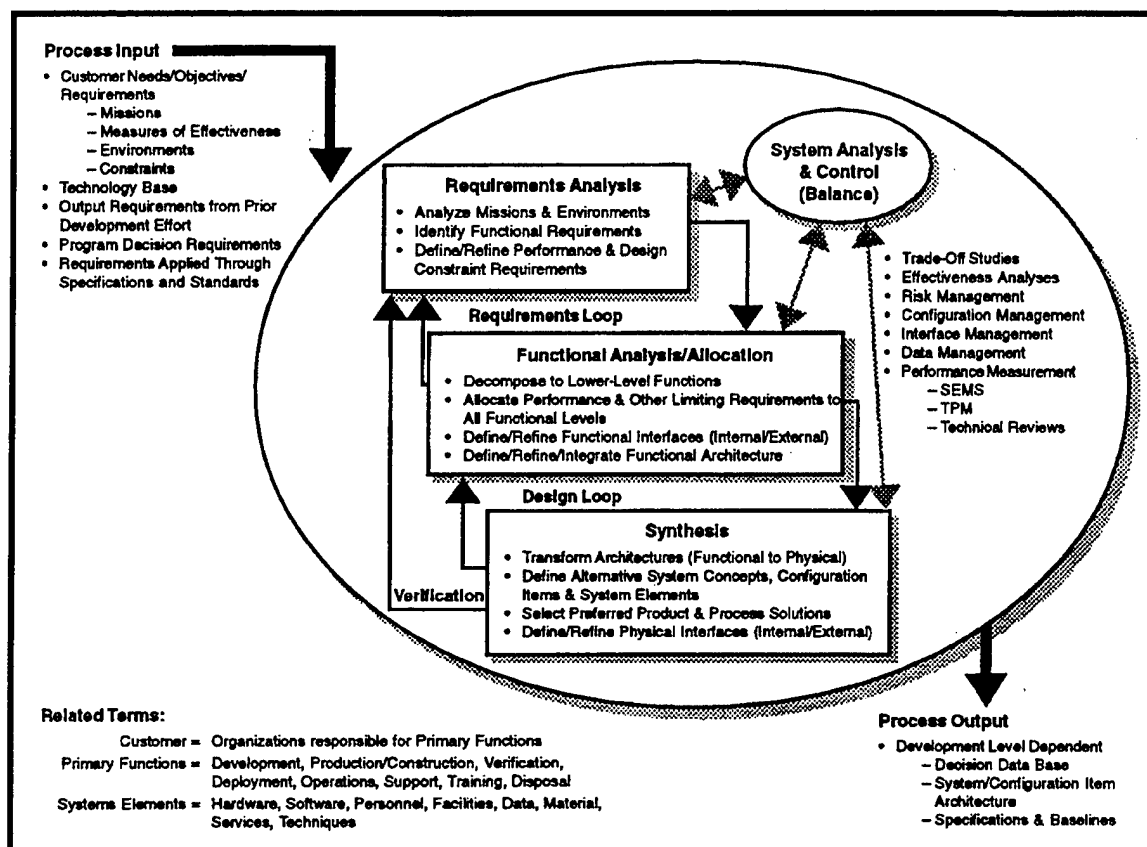 Process Input
• Customer Needs/Objectives/
Requirements
– Missions
– Measures of Effectiveness
– Environments
– Constraints
• Technology Base
• Output Requirements from Prior
Development Effort
• Program Decision Requirements
• Requirements Applied Through
Specifications and Standards
System Analysis
& Control
(Balance)
Requirements Analysis
• Analyze Missions & Environments
• Identify Functional Requirements
• Define/Refine Performance & Design
Constraint Requirements
• Trade-Off Studies
• Effectiveness Analyses
• Risk Management
• Configuration Management
• Interface Management
• Data Management
• Performance Measurement
– SEMS
– TPM
– Technical Reviews
Requirements Loop
Functional Analysis/Allocation
• Decompose to Lower-Level Functions
• Allocate Performance & Other Limiting Requirements to
All Functional Levels
• Define/Refine Functional Interfaces (Internal/External)
• Define/Refine/Integrate Functional Architecture
Design Loop
Synthesis
• Transform Architectures (Functional to Physical)
• Define Alternative System Concepts, Configuration
Items & System Elements
• Select Preferred Product & Process Solutions
• Define/Refine Physical Interfaces (Internal/External)
Verification
Related Terms:
Customer = Organizations responsible for Primary Functions
Primary Functions = Development, Production/Construction, Verification,
Deployment, Operations, Support, Training, Disposal
Systems Elements = Hardware, Software, Personnel, Facilities, Data, Material,
Services, Techniques
Process Output
• Development Level Dependent
– Decision Data Base
– System/Configuration Item
Architecture
– Specifications & Baselines